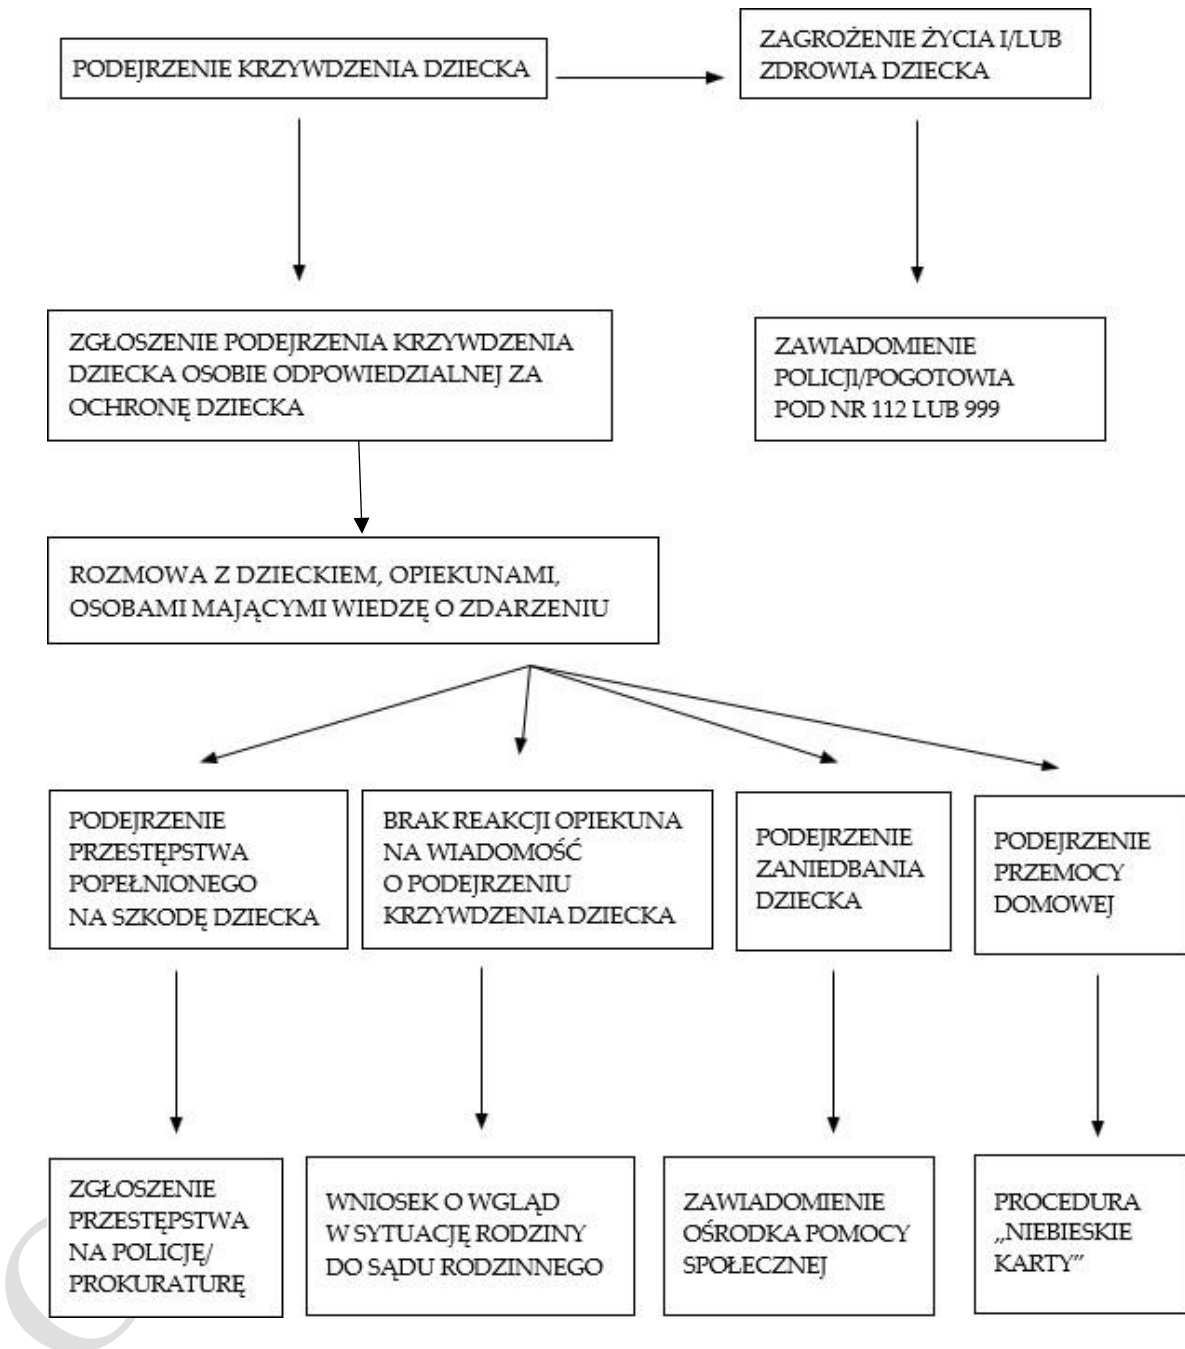 PODEJRZENIE KRZYWDZENIA DZIECKA
ZAGROŻENIE ŻYCIA I/LUB
ZDROWIA DZIECKA
ZGŁOSZENIE PODEJRZENIA KRZYWDZENIA
DZIECKA OSOBIE ODPOWIEDZIALNEJ ZA
OCHRONĘ DZIECKA
ZAWIADOMIENIE
POLICJI/POGOTOWIA
POD NR 112 LUB 999
ROZMOWA Z DZIECKIEM, OPIEKUNAMI,
OSOBAMI MAJĄCYMI WIEDZĘ O ZDARZENIU
PODEJRZENIE
PRZESTĘPSTWA
POPEŁNIONEGO
NA SZKODĘ DZIECKA
BRAK REAKCJI OPIEKUNA
NA WIADOMOŚĆ
O PODEJRZENIU
KRZYWDZENIA DZIECKA
PODEJRZENIE
ZANIEDBANIA
DZIECKA
PODEJRZENIE
PRZEMOCY
DOMOWEJ
ZGŁOSZENIE
PRZESTĘPSTWA
NA POLICJĘ/
PROKURATURĘ
WNIOSEK O WGLĄD
W SYTUACJĘ RODZINY
DO SĄDU RODZINNEGO
ZAWIADOMIENIE
OŚRODKA POMOCY
SPOŁECZNEJ
PROCEDURA
„NIEBIESKIE
KARTY”